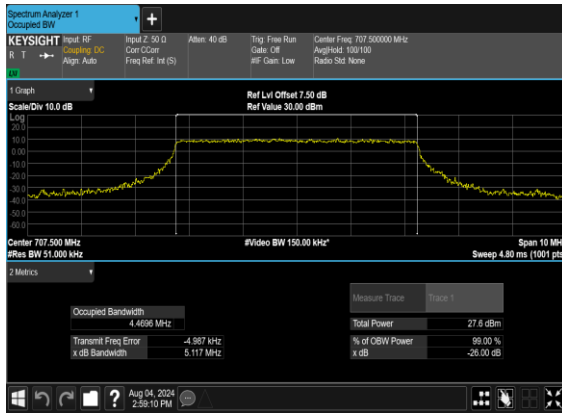 Spectrum Analyzer 1
Occupied BW
+
KEYSIGHT Input: RF Input Z: 50 Ω Atten: 40 dB Trig: Free Run Center Freq: 707.500000 MHz
R T Coupling: DC Corr CCorr Gate: Off Avg|Hold: 100/100
Align: Auto Freq Ref: Int (S) #IF Gain: Low Radio Std: None
1 Graph
Ref Lvl Offset 7.50 dB
Scale/Div 10.0 dB Ref Value 30.00 dBm
Log
20.0
10.0
0.00
-10.0
-20.0
-30.0
-40.0
-50.0
-60.0
Center 707.500 MHz #Video BW 150.00 kHz* Span 10 MH
#Res BW 51.000 kHz Sweep 4.80 ms (1001 pts
2 Metrics
Measure Trace Trace 1
Occupied Bandwidth
4.4696 MHz Total Power 27.6 dBm
Transmit Freq Error -4.987 kHz % of OBW Power 99.00 %
x dB Bandwidth 5.117 MHz x dB -26.00 dB
? Aug 04, 2024
2:59:10 PM